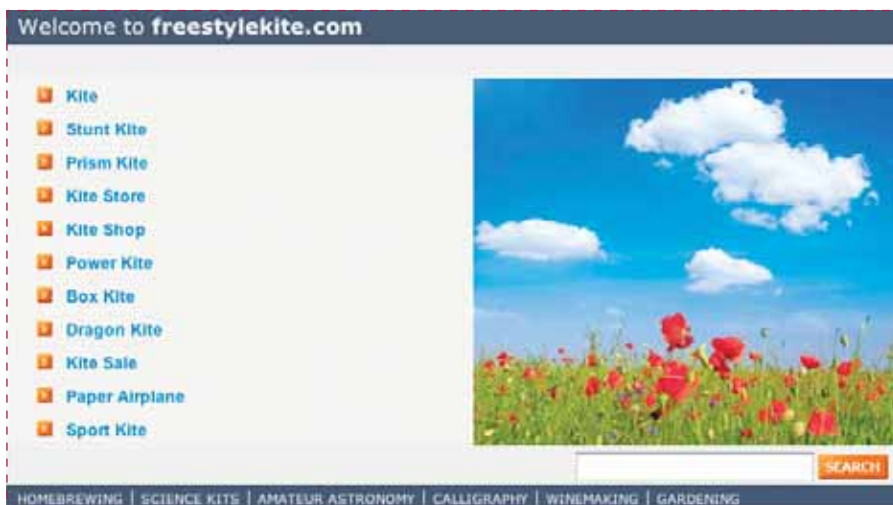 Welcome to freestylekite.com
Kite
Stunt Kite
Prism Kite
Kite Store
Kite Shop
Power Kite
Box Kite
Dragon Kite
Kite Sale
Paper Airplane
Sport Kite
SEARCH
HOMEBREWING | SCIENCE KITS | AMATEUR ASTRONOMY | CALLIGRAPHY | WINEMAKING | GARDENING